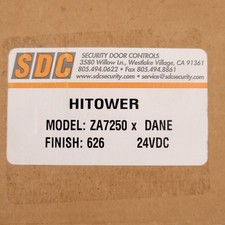 SDC
SECURITY DOOR CONTROLS
3580 Willow Ln., Westlake Village, CA 91361
805.494.0622 • Fax 805.494.8861
www.sdcsecurity.com • service@sdcsecurity.com
HITOWER
MODEL: ZA7250 x DANE
FINISH: 626 24VDC